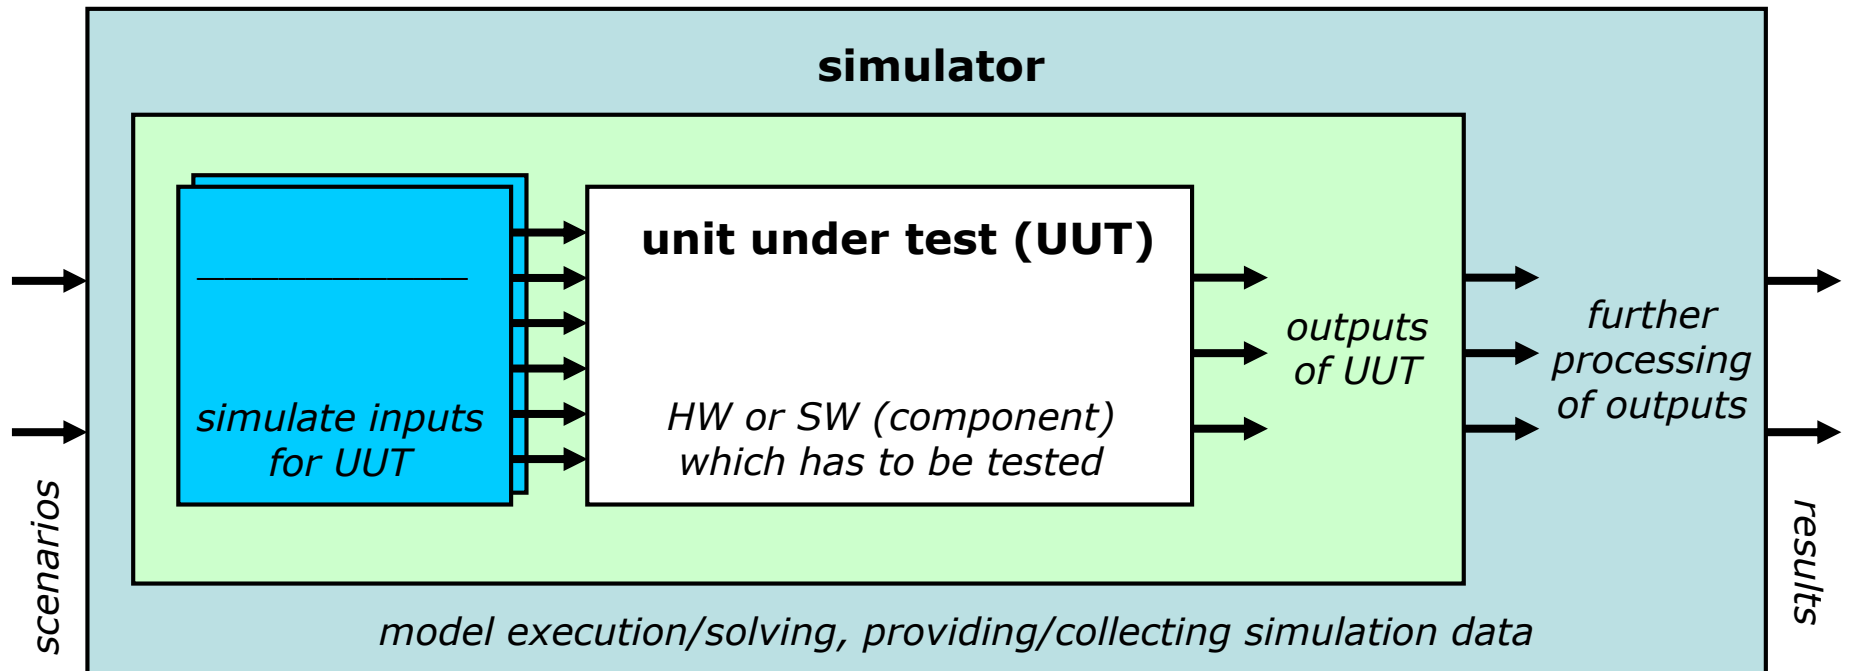 simulator
unit under test (UUT)
simulate inputs
for UUT
HW or SW (component)
which has to be tested
outputs
of UUT
further
processing
of outputs
scenarios
results
model execution/solving, providing/collecting simulation data